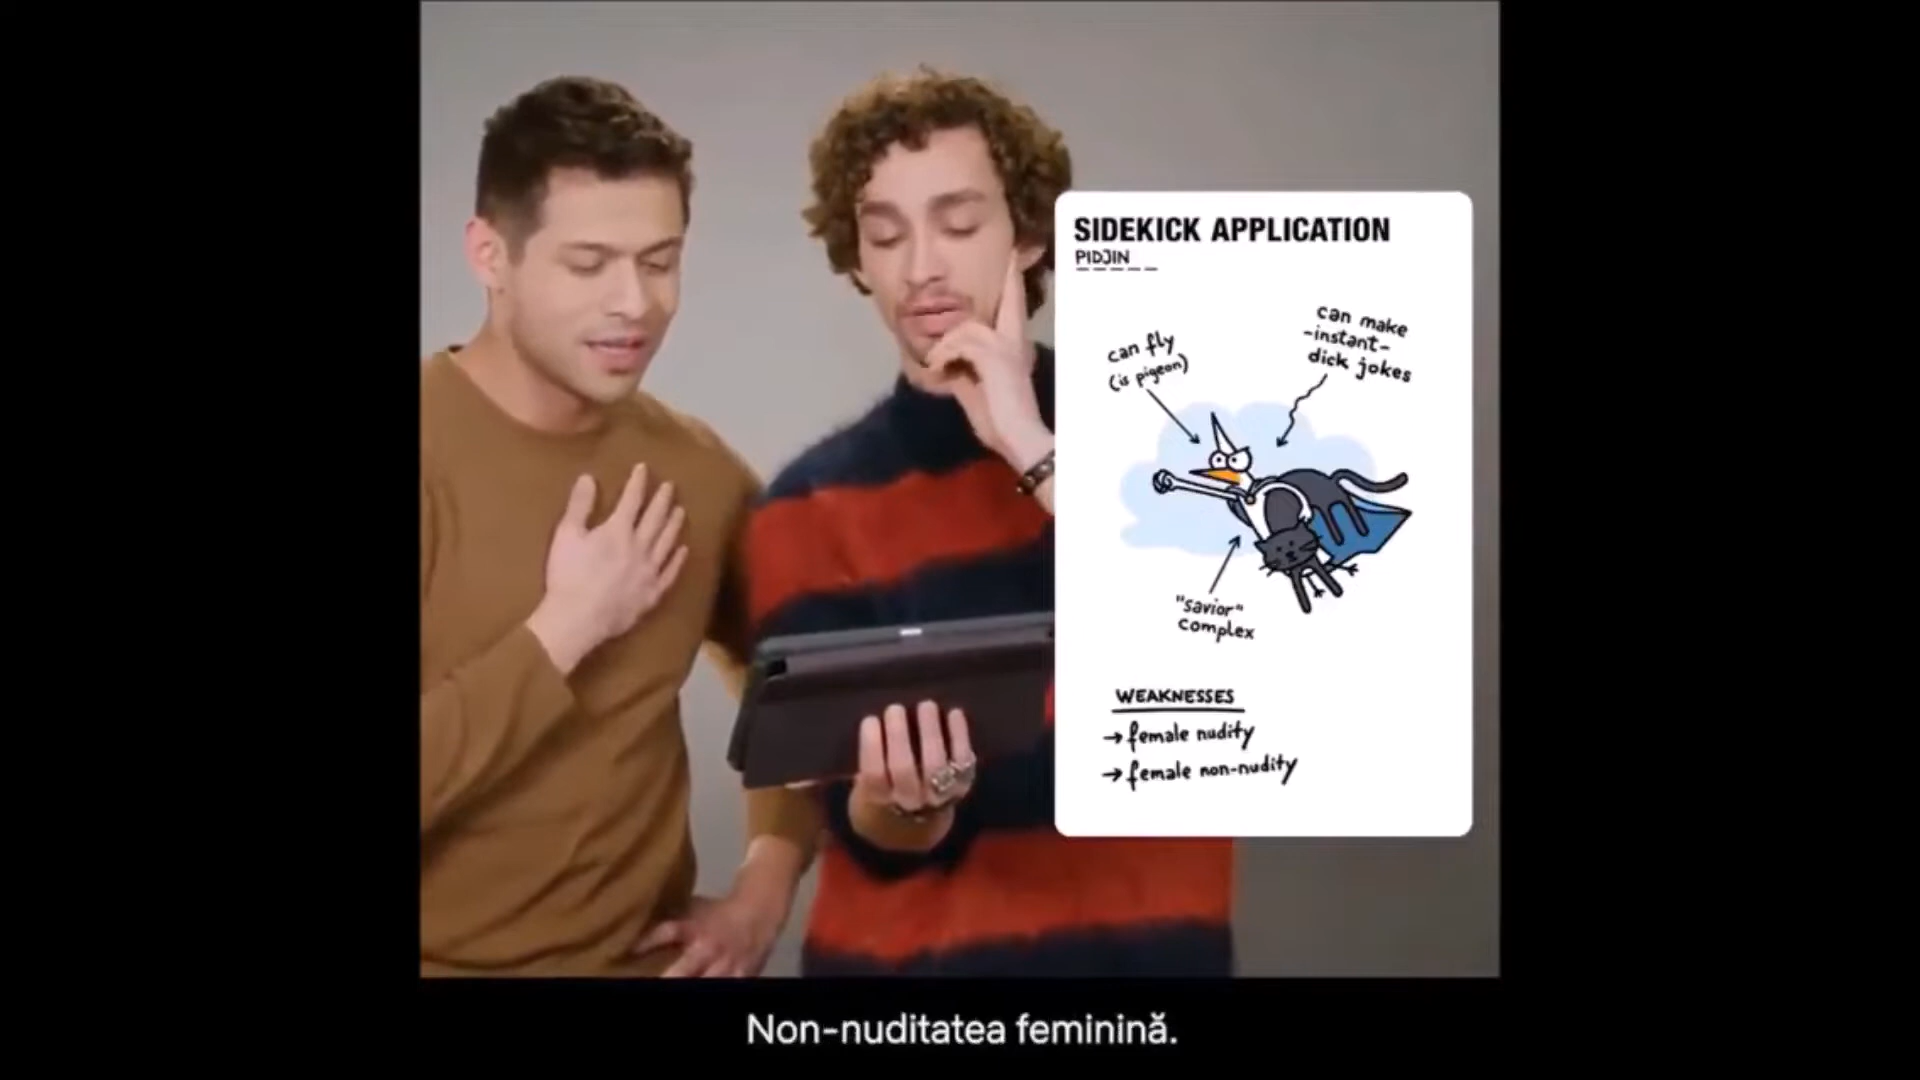 SIDEKICK APPLICATION
PIDJIN
can fly
(is pigeon)
can make
-instant-
dick jokes
"savior"
complex
WEAKNESSES
→ female nudity
→ female non-nudity
Non-nuditatea feminină.